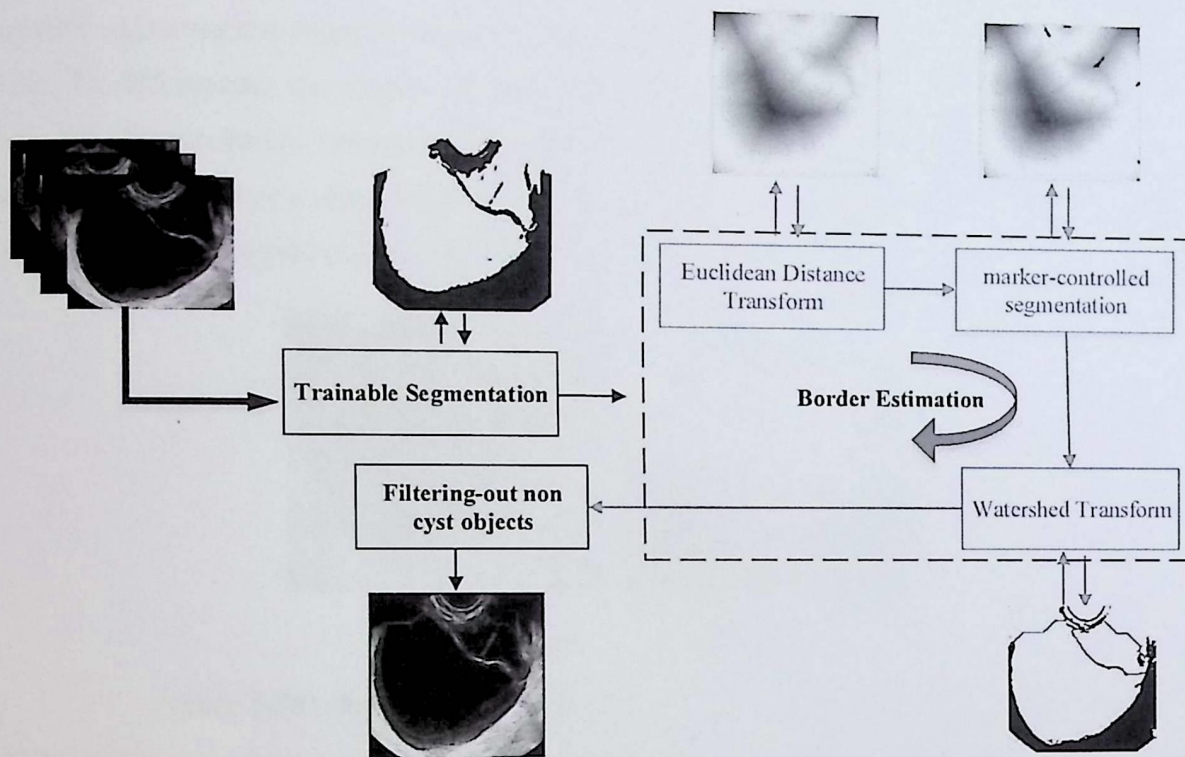 Euclidean Distance
Transform
marker-controlled
segmentation
Trainable Segmentation
Border Estimation
Filtering-out non
cyst objects
Watershed Transform